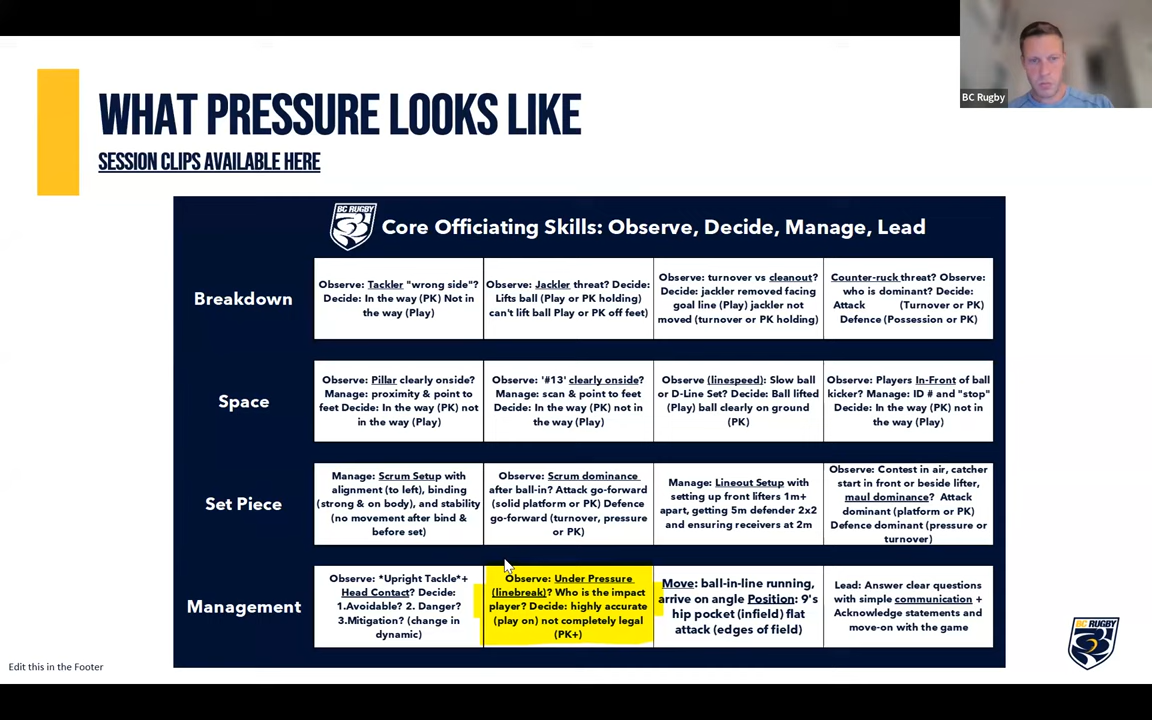 BC Rugby
WHAT PRESSURE LOOKS LIKE
SESSION CLIPS AVAILABLE HERE
BC RUGBY
Core Officiating Skills: Observe, Decide, Manage, Lead
Breakdown
Observe: Tackler "wrong side"?
Decide: In the way (PK) Not in
the way (Play)
Observe: Jackler threat? Decide:
Lifts ball (Play or PK holding)
can't lift ball Play or PK off feet)
Observe: turnover vs cleanout?
Decide: jackler removed facing
goal line (Play) jackler not
moved (turnover or PK holding)
Counter-ruck threat? Observe:
who is dominant? Decide:
Attack (Turnover or PK)
Defence (Possession or PK)
Space
Observe: Pillar clearly onside?
Manage: proximity & point to
feet Decide: In the way (PK) not
in the way (Play)
Observe: '#13' clearly onside?
Manage: scan & point to feet
Decide: In the way (PK) not in
the way (Play)
Observe (linespeed): Slow ball
or D-Line Set? Decide: Ball lifted
(Play) ball clearly on ground
(PK)
Observe: Players In-Front of ball
kicker? Manage: ID # and "stop"
Decide: In the way (PK) not in
the way (Play)
Set Piece
Manage: Scrum Setup with
alignment (to left), binding
(strong & on body), and stability
(no movement after bind &
before set)
Observe: Scrum dominance
after ball-in? Attack go-forward
(solid platform or PK) Defence
go-forward (turnover, pressure
or PK)
Manage: Lineout Setup with
setting up front lifters 1m+
apart, getting 5m defender 2x2
and ensuring receivers at 2m
Observe: Contest in air, catcher
start in front or beside lifter,
maul dominance? Attack
dominant (platform or PK)
Defence dominant (pressure or
turnover)
Management
Observe: *Upright Tackle*+
Head Contact? Decide:
1.Avoidable? 2. Danger?
3.Mitigation? (change in
dynamic)
Observe: Under Pressure
(linebreak)? Who is the impact
player? Decide: highly accurate
(play on) not completely legal
(PK+)
Move: ball-in-line running,
arrive on angle Position: 9's
hip pocket (infield) flat
attack (edges of field)
Lead: Answer clear questions
with simple communication +
Acknowledge statements and
move-on with the game
Edit this in the Footer
BC RUGBY